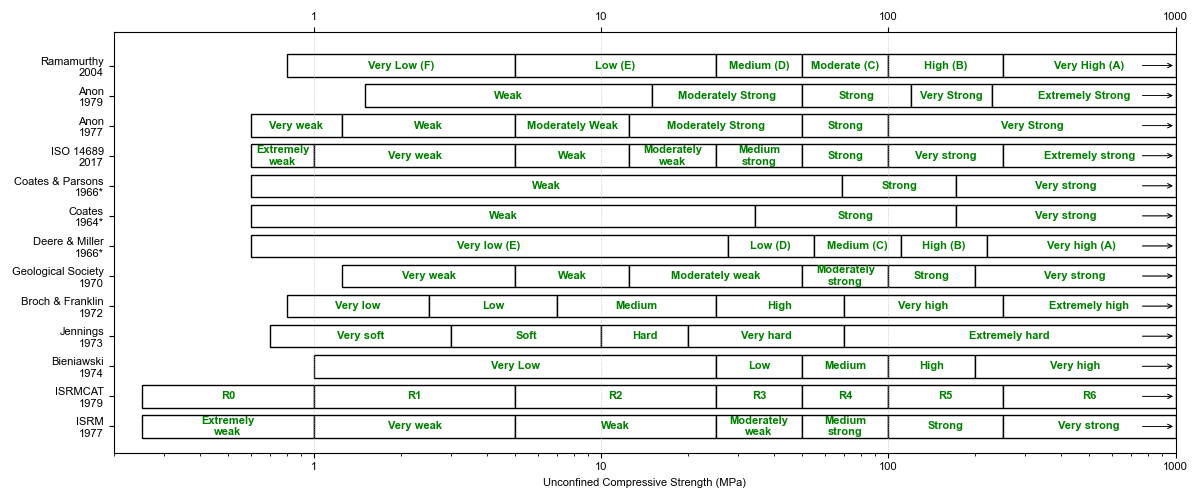 1 10 100 1000
Ramamurthy
2004
Very Low (F) Low (E) Medium (D) Moderate (C) High (B) Very High (A)
Anon
1979
Weak Moderately Strong Strong Very Strong Extremely Strong
Anon
1977
Very weak Weak Moderately Weak Moderately Strong Strong Very Strong
ISO 14689
2017
Extremely
weak
Very weak Weak
Moderately
weak
Medium
strong
Strong Very strong Extremely strong
Coates & Parsons
1966*
Weak Strong Very strong
Coates
1964*
Weak Strong Very strong
Deere & Miller
1966*
Very low (E) Low (D) Medium (C) High (B) Very high (A)
Geological Society
1970
Very weak Weak Moderately weak
Moderately
strong
Strong Very strong
Broch & Franklin
1972
Very low Low Medium High Very high Extremely high
Jennings
1973
Very soft Soft Hard Very hard Extremely hard
Bieniawski
1974
Very Low Low Medium High Very high
ISRMCAT
1979
R0 R1 R2 R3 R4 R5 R6
ISRM
1977
Extremely
weak
Very weak Weak
Moderately
weak
Medium
strong
Strong Very strong
1 10 100 1000
Unconfined Compressive Strength (MPa)